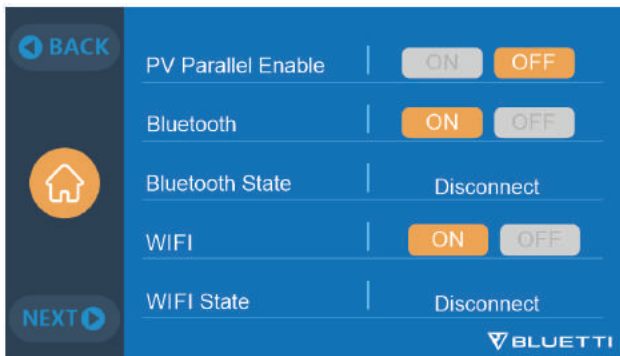 BACK
PV Parallel Enable ON OFF
Bluetooth ON OFF
Bluetooth State Disconnect
WIFI ON OFF
WIFI State Disconnect
NEXT
BLUETTI